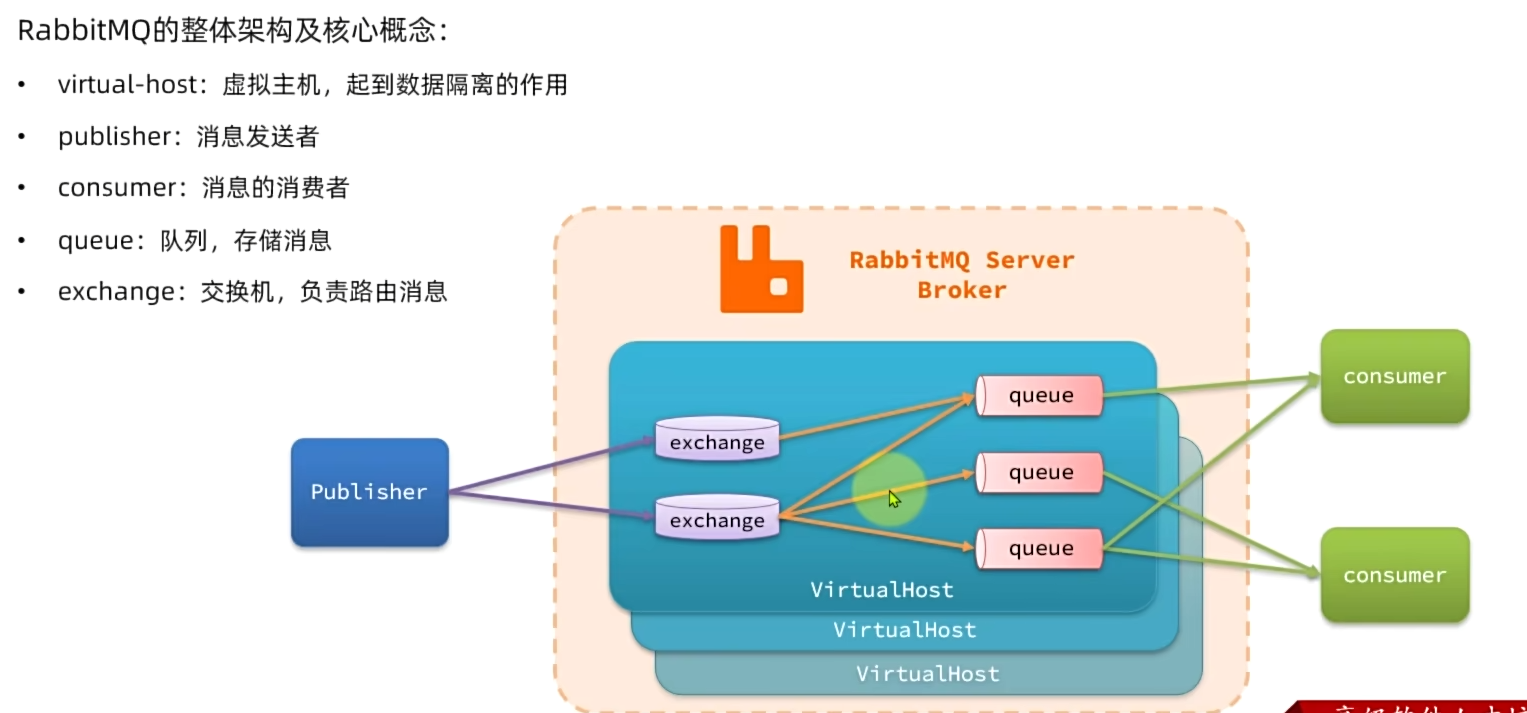 RabbitMQ的整体架构及核心概念：
• virtual-host：虚拟主机，起到数据隔离的作用
• publisher：消息发送者
• consumer：消息的消费者
• queue：队列，存储消息
• exchange：交换机，负责路由消息
RabbitMQ Server
Broker
Publisher
exchange
exchange
queue
queue
queue
VirtualHost
VirtualHost
VirtualHost
consumer
consumer